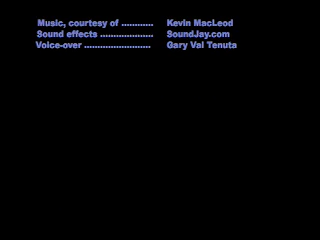 Music, courtesy of ............ Kevin MacLeod
Sound effects .................... SoundJay.com
Voice-over ......................... Gary Val Tenuta